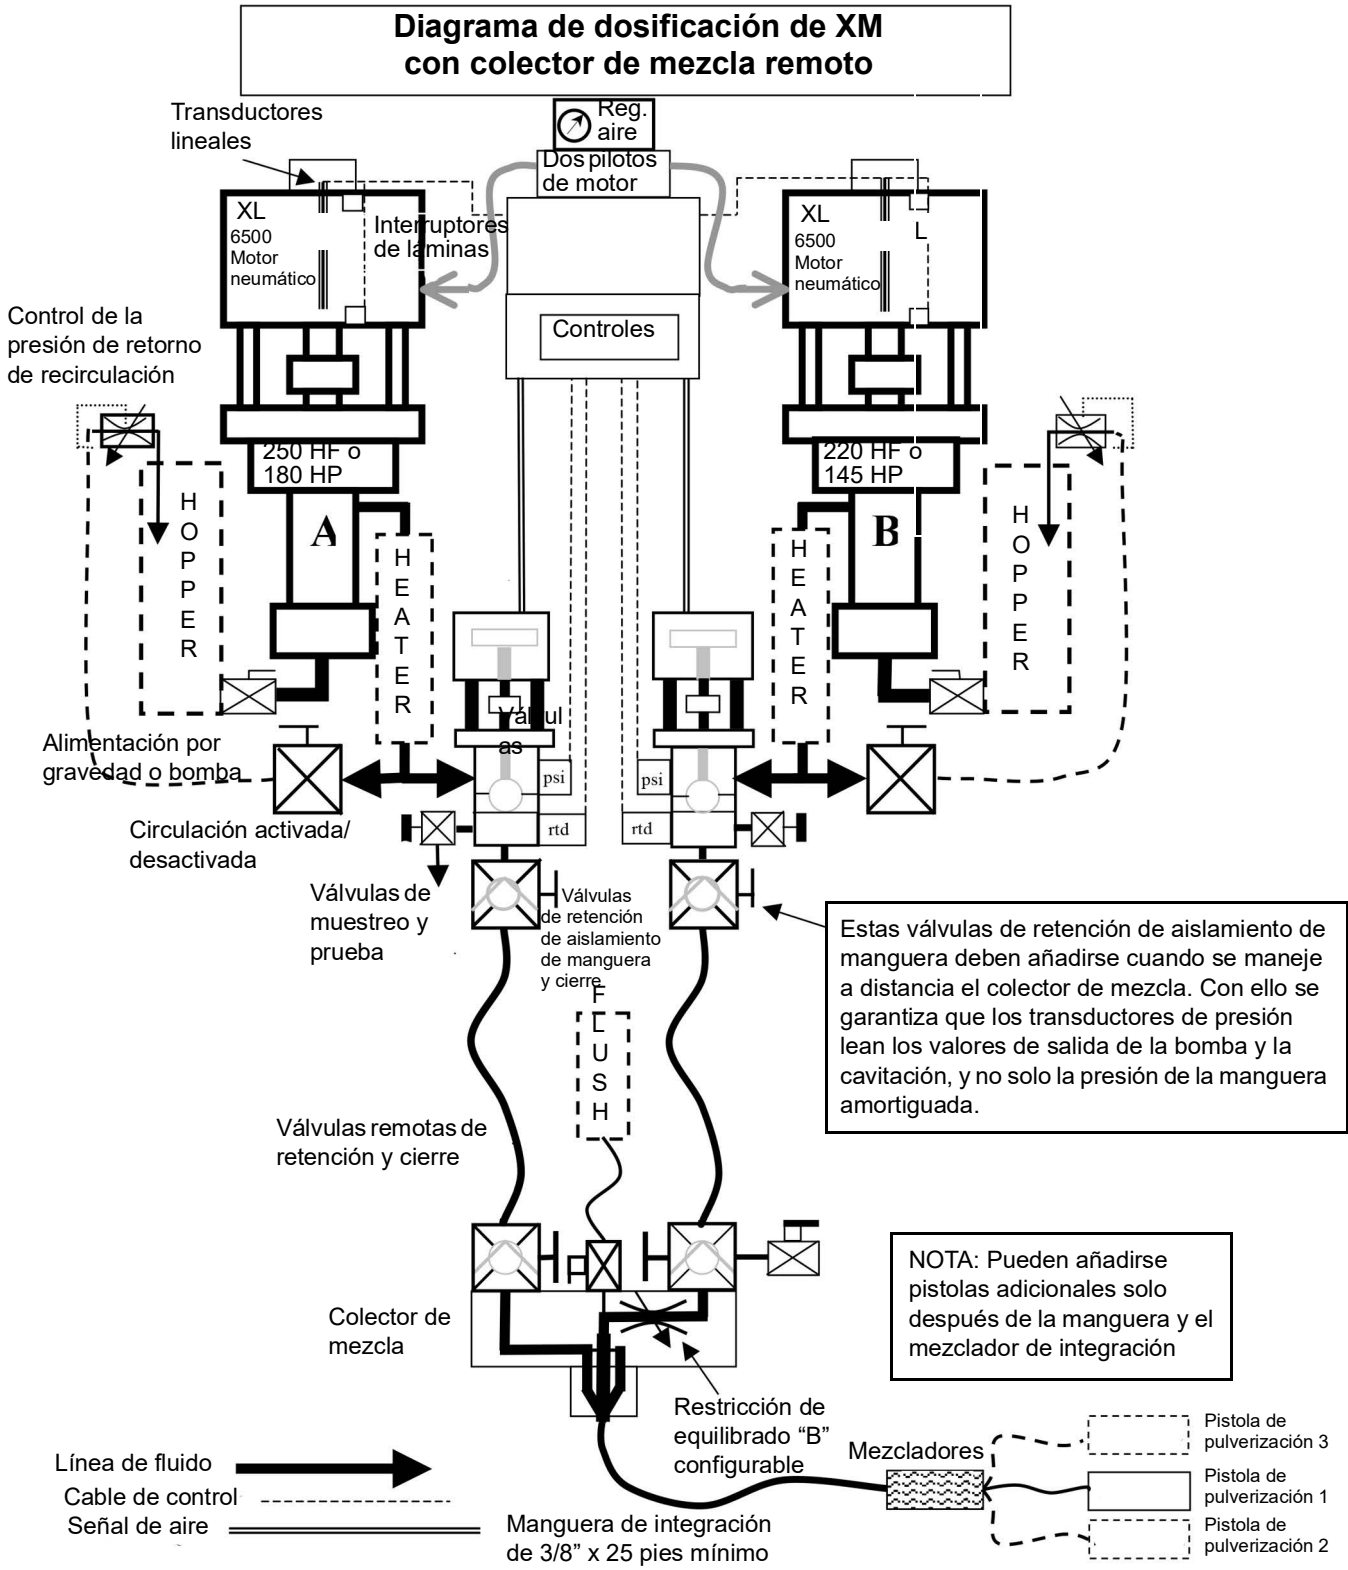 Diagrama de dosificación de XM
con colector de mezcla remoto
Reg.
aire
Dos pilotos
de motor
Transductores
lineales
XL
6500
Motor
neumático
Interruptores
de láminas
XL
6500
Motor
neumático
L
Controles
Control de la
presión de retorno
de recirculación
250 HF o
180 HP
220 HF o
145 HP
A
B
H
O
P
P
E
R
H
E
A
T
E
R
H
E
A
T
E
R
H
O
P
P
E
R
Válvul
as
Alimentación por
gravedad o bomba
psi
psi
rtd
rtd
Circulación activada/
desactivada
Válvulas de
muestreo y
prueba
Válvulas
de retención
de aislamiento
de manguera
y cierre
Estas válvulas de retención de aislamiento de
manguera deben añadirse cuando se maneje
a distancia el colector de mezcla. Con ello se
garantiza que los transductores de presión
lean los valores de salida de la bomba y la
cavitación, y no solo la presión de la manguera
amortiguada.
F
L
U
S
H
Válvulas remotas de
retención y cierre
NOTA: Pueden añadirse
pistolas adicionales solo
después de la manguera y el
mezclador de integración
Colector de
mezcla
Restricción de
equilibrado “B”
configurable
Mezcladores
Pistola de
pulverización 3
Pistola de
pulverización 1
Pistola de
pulverización 2
Línea de fluido
Cable de control
Señal de aire
Manguera de integración
de 3/8” x 25 pies mínimo